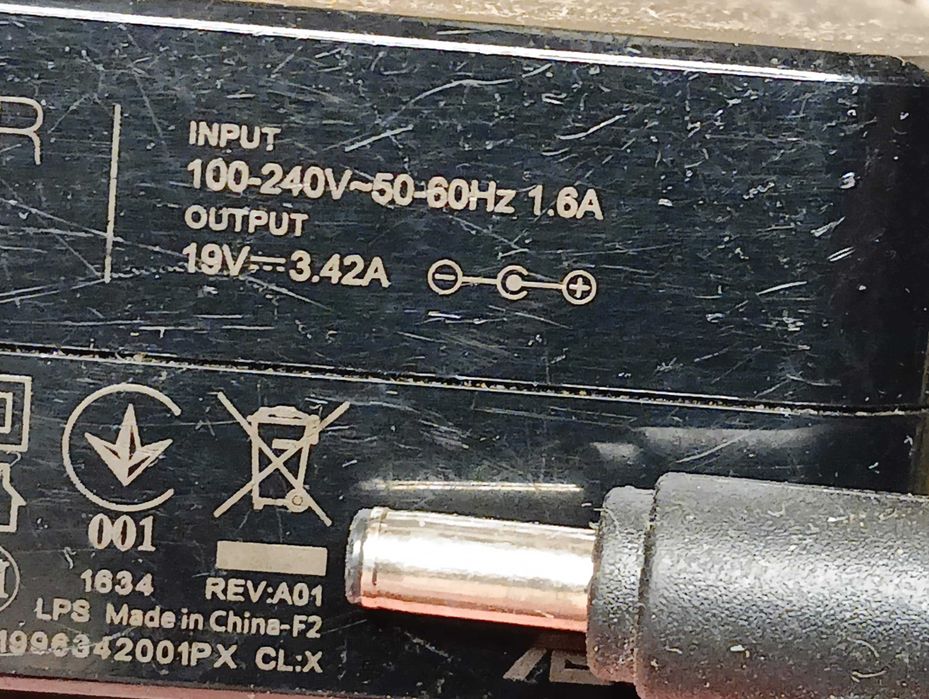 R
INPUT
100-240V~50-60Hz 1.6A
OUTPUT
19V⎓3.42A
001
1634
REV:A01
LPS Made in China-F2
1996342001PX CL:X